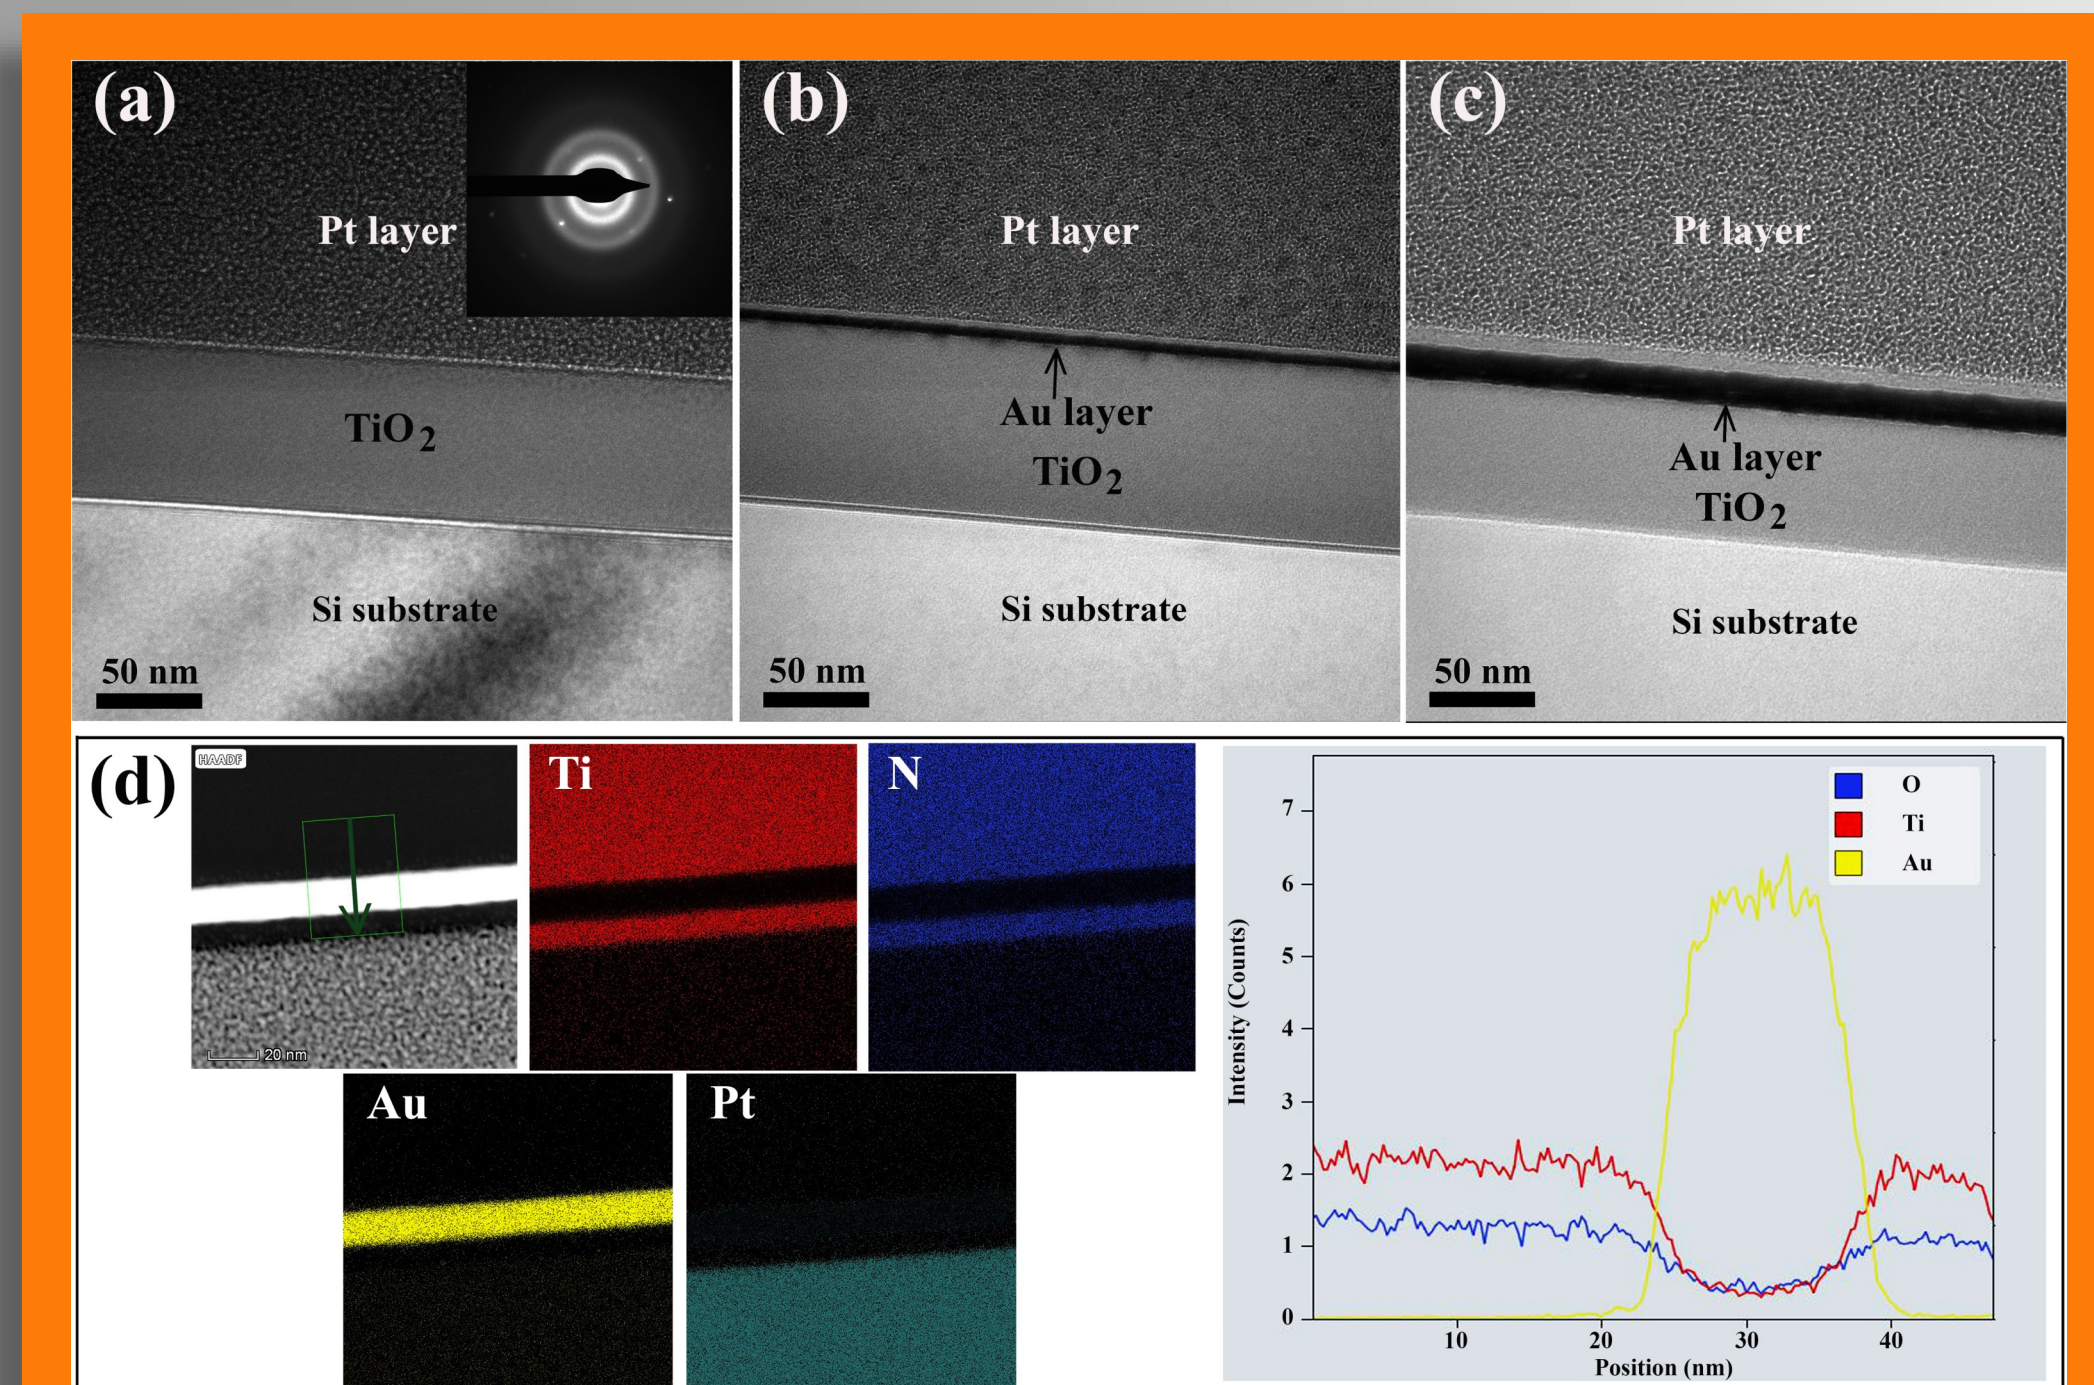 (a)
Pt layer
TiO2
Si substrate
50 nm
(b)
Pt layer
Au layer
TiO2
Si substrate
50 nm
(c)
Pt layer
Au layer
TiO2
Si substrate
50 nm
(d)
HAADF
20 nm
Ti
N
Au
Pt
O
Ti
Au
Intensity (Counts)
7
6
5
4
3
2
1
0
10 20 30 40
Position (nm)